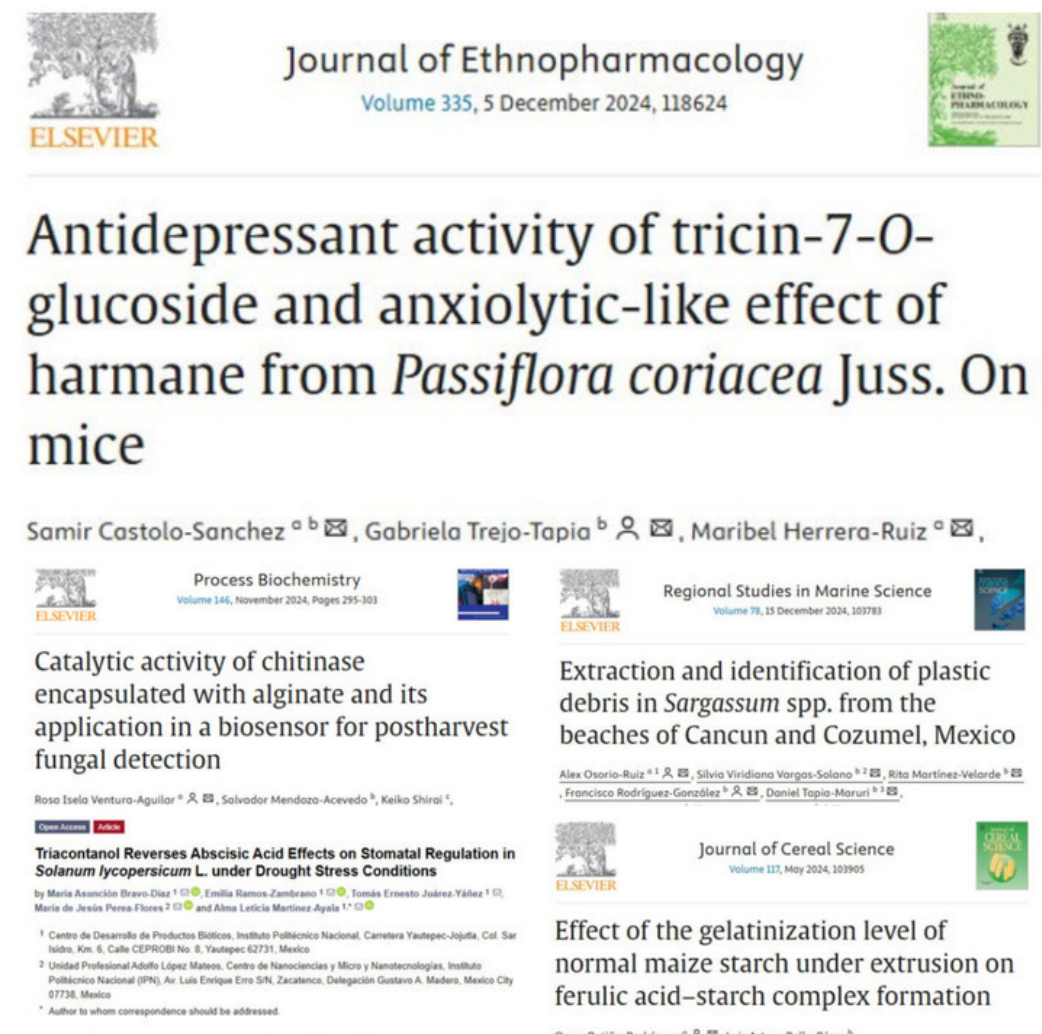 ELSEVIER
Journal of Ethnopharmacology
Volume 335, 5 December 2024, 118624
Journal of
ETHNO-
PHARMACOLOGY
Antidepressant activity of tricin-7-O-
glucoside and anxiolytic-like effect of
harmane from Passiflora coriacea Juss. On
mice
Samir Castolo-Sanchez a b, Gabriela Trejo-Tapia b, Maribel Herrera-Ruiz a,
ELSEVIER
Process Biochemistry
Volume 146, November 2024, Pages 295-303
Catalytic activity of chitinase
encapsulated with alginate and its
application in a biosensor for postharvest
fungal detection
Rosa Isela Ventura-Aguilar a, Salvador Mendoza-Acevedo b, Keiko Shirai c,
Open Access Article
Triacontanol Reverses Abscisic Acid Effects on Stomatal Regulation in
Solanum lycopersicum L. under Drought Stress Conditions
by María Asunción Bravo-Díaz 1, Emilia Ramos-Zambrano 1, Tomás Ernesto Juárez-Yáñez 1,
María de Jesús Perea-Flores 2 and Alma Leticia Martínez-Ayala 1,*
1 Centro de Desarrollo de Productos Bióticos, Instituto Politécnico Nacional, Carretera Yautepec-Jojutla, Col. San
Isidro, Km. 6, Calle CEPROBI No. 8, Yautepec 62731, Mexico
2 Unidad Profesional Adolfo López Mateos, Centro de Nanociencias y Micro y Nanotecnologías, Instituto
Politécnico Nacional (IPN), Av. Luis Enrique Erro S/N, Zacatenco, Delegación Gustavo A. Madero, Mexico City
07738, Mexico
* Author to whom correspondence should be addressed.
ELSEVIER
Regional Studies in Marine Science
Volume 78, 15 December 2024, 103783
Extraction and identification of plastic
debris in Sargassum spp. from the
beaches of Cancun and Cozumel, Mexico
Alex Osorio-Ruiz a 1, Silvia Viridiana Vargas-Solano b 2, Rita Martínez-Velarde b
, Francisco Rodríguez-González b, Daniel Tapia-Maruri b 3,
ELSEVIER
Journal of Cereal Science
Volume 117, May 2024, 103905
Journal of
CEREAL
SCIENCE
Effect of the gelatinization level of
normal maize starch under extrusion on
ferulic acid–starch complex formation